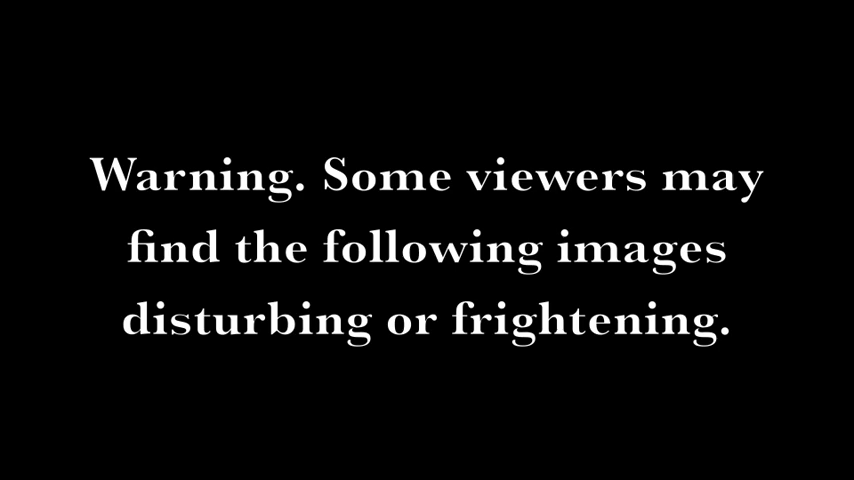 Warning. Some viewers may
find the following images
disturbing or frightening.